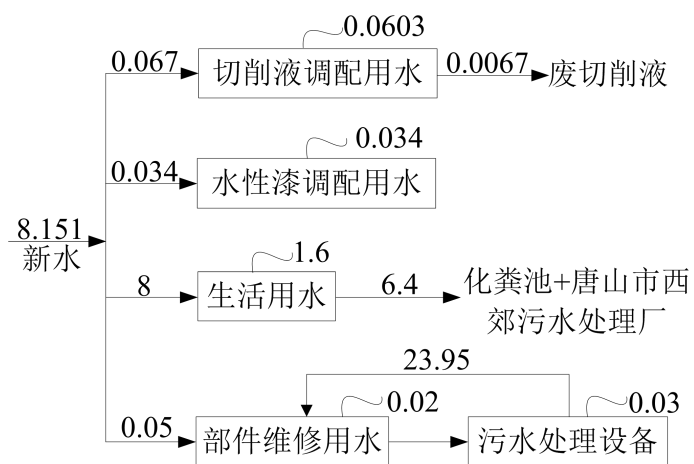 0.0603
0.067
切削液调配用水
0.0067
废切削液
0.034
0.034
水性漆调配用水
8.151
新水
1.6
8
生活用水
6.4
化粪池+唐山市西
郊污水处理厂
23.95
0.02
0.03
0.05
部件维修用水
污水处理设备